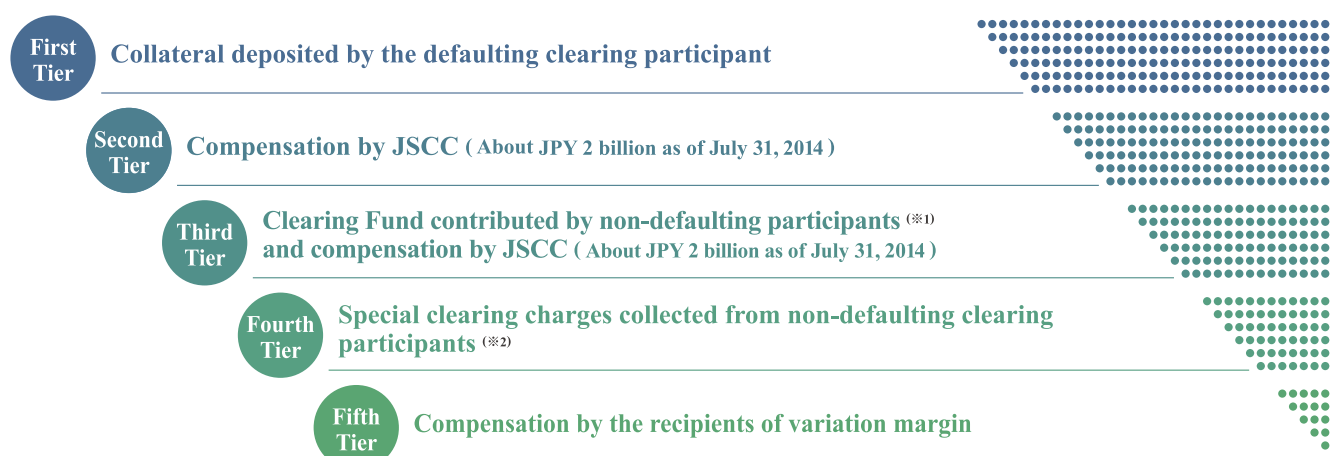 First
Tier
Collateral deposited by the defaulting clearing participant
Second
Tier
Compensation by JSCC ( About JPY 2 billion as of July 31, 2014 )
Third
Tier
Clearing Fund contributed by non-defaulting participants (※1)
and compensation by JSCC ( About JPY 2 billion as of July 31, 2014 )
Fourth
Tier
Special clearing charges collected from non-defaulting clearing
participants (※2)
Fifth
Tier
Compensation by the recipients of variation margin